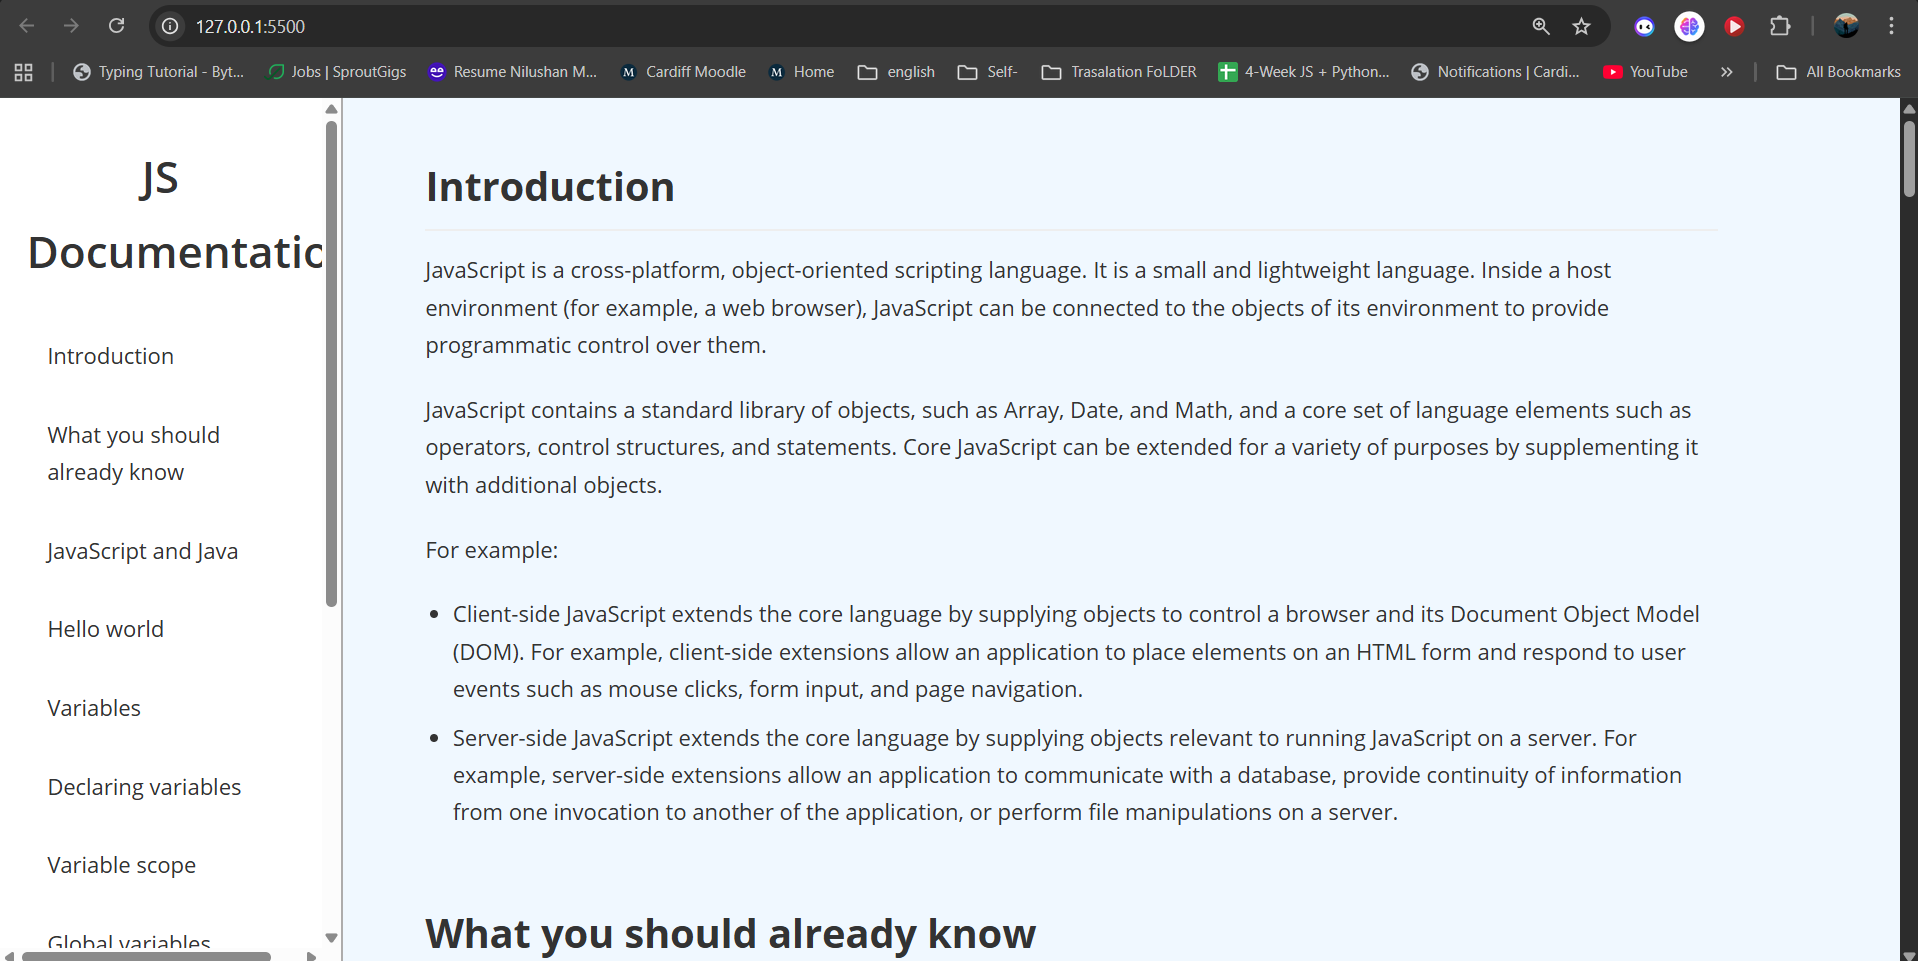 127.0.0.1:5500
Typing Tutorial - Byt...
Jobs | SproutGigs
Resume Nilushan M...
Cardiff Moodle
Home
english
Self-
Trasalation FoLDER
4-Week JS + Python...
Notifications | Cardi...
YouTube
All Bookmarks
JS
Documentatio
Introduction
What you should
already know
JavaScript and Java
Hello world
Variables
Declaring variables
Variable scope
Global variables
Introduction
JavaScript is a cross-platform, object-oriented scripting language. It is a small and lightweight language. Inside a host
environment (for example, a web browser), JavaScript can be connected to the objects of its environment to provide
programmatic control over them.
JavaScript contains a standard library of objects, such as Array, Date, and Math, and a core set of language elements such as
operators, control structures, and statements. Core JavaScript can be extended for a variety of purposes by supplementing it
with additional objects.
For example:
Client-side JavaScript extends the core language by supplying objects to control a browser and its Document Object Model
(DOM). For example, client-side extensions allow an application to place elements on an HTML form and respond to user
events such as mouse clicks, form input, and page navigation.
Server-side JavaScript extends the core language by supplying objects relevant to running JavaScript on a server. For
example, server-side extensions allow an application to communicate with a database, provide continuity of information
from one invocation to another of the application, or perform file manipulations on a server.
What you should already know